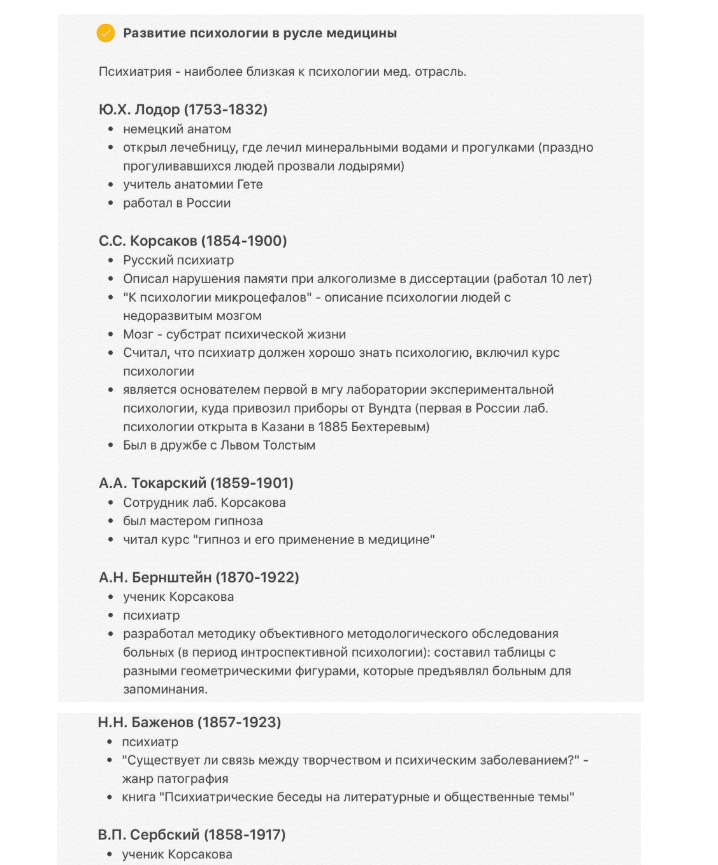 Развитие психологии в русле медицины
Психиатрия - наиболее близкая к психологии мед. отрасль.
Ю.Х. Лодор (1753-1832)
• немецкий анатом
• открыл лечебницу, где лечил минеральными водами и прогулками (праздно
прогуливавшихся людей прозвали лодырями)
• учитель анатомии Гете
• работал в России
С.С. Корсаков (1854-1900)
• Русский психиатр
• Описал нарушения памяти при алкоголизме в диссертации (работал 10 лет)
• "К психологии микроцефалов" - описание психологии людей с
недоразвитым мозгом
• Мозг - субстрат психической жизни
• Считал, что психиатр должен хорошо знать психологию, включил курс
психологии
• является основателем первой в мгу лаборатории экспериментальной
психологии, куда привозил приборы от Вундта (первая в России лаб.
психологии открыта в Казани в 1885 Бехтеревым)
• Был в дружбе с Львом Толстым
А.А. Токарский (1859-1901)
• Сотрудник лаб. Корсакова
• был мастером гипноза
• читал курс "гипноз и его применение в медицине"
А.Н. Бернштейн (1870-1922)
• ученик Корсакова
• психиатр
• разработал методику объективного методологического обследования
больных (в период интроспективной психологии): составил таблицы с
разными геометрическими фигурами, которые предъявлял больным для
запоминания.
Н.Н. Баженов (1857-1923)
• психиатр
• "Существует ли связь между творчеством и психическим заболеванием?" -
жанр патография
• книга "Психиатрические беседы на литературные и общественные темы"
В.П. Сербский (1858-1917)
• ученик Корсакова